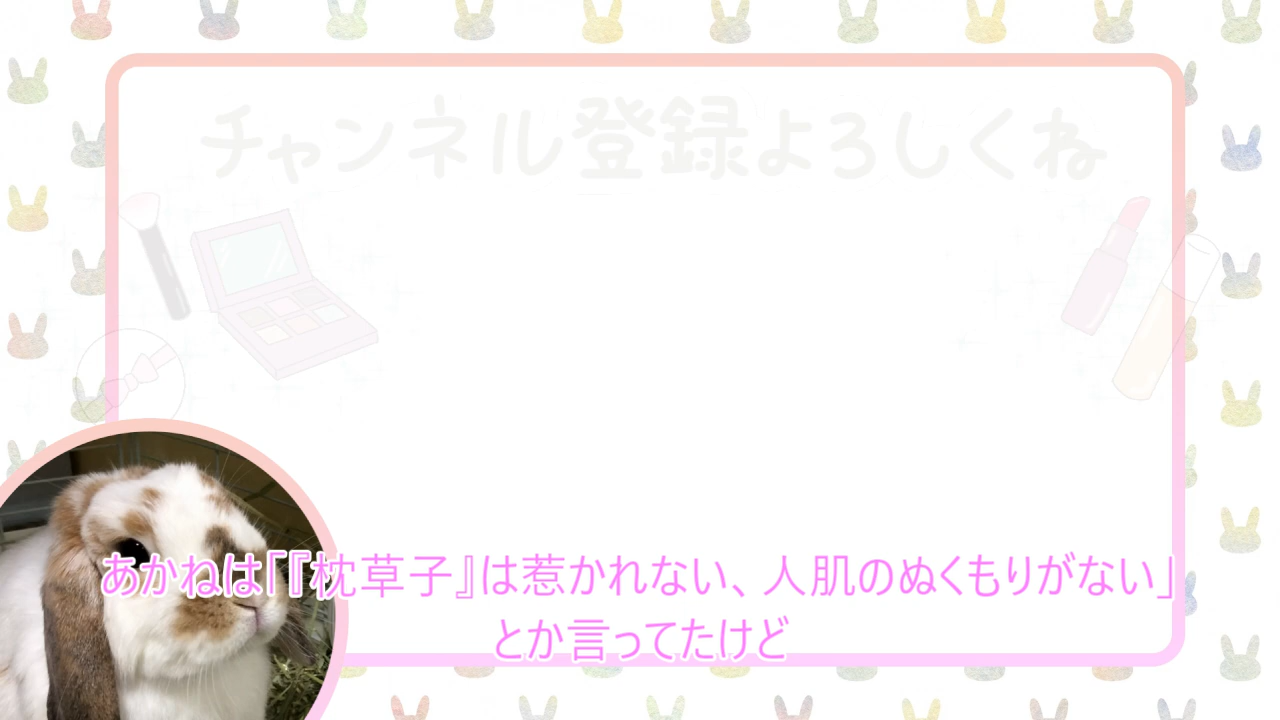 チャンネル登録よろしくね
あかねは「『枕草子』は惹かれない、人肌のぬくもりがない」
とか言ってたけど